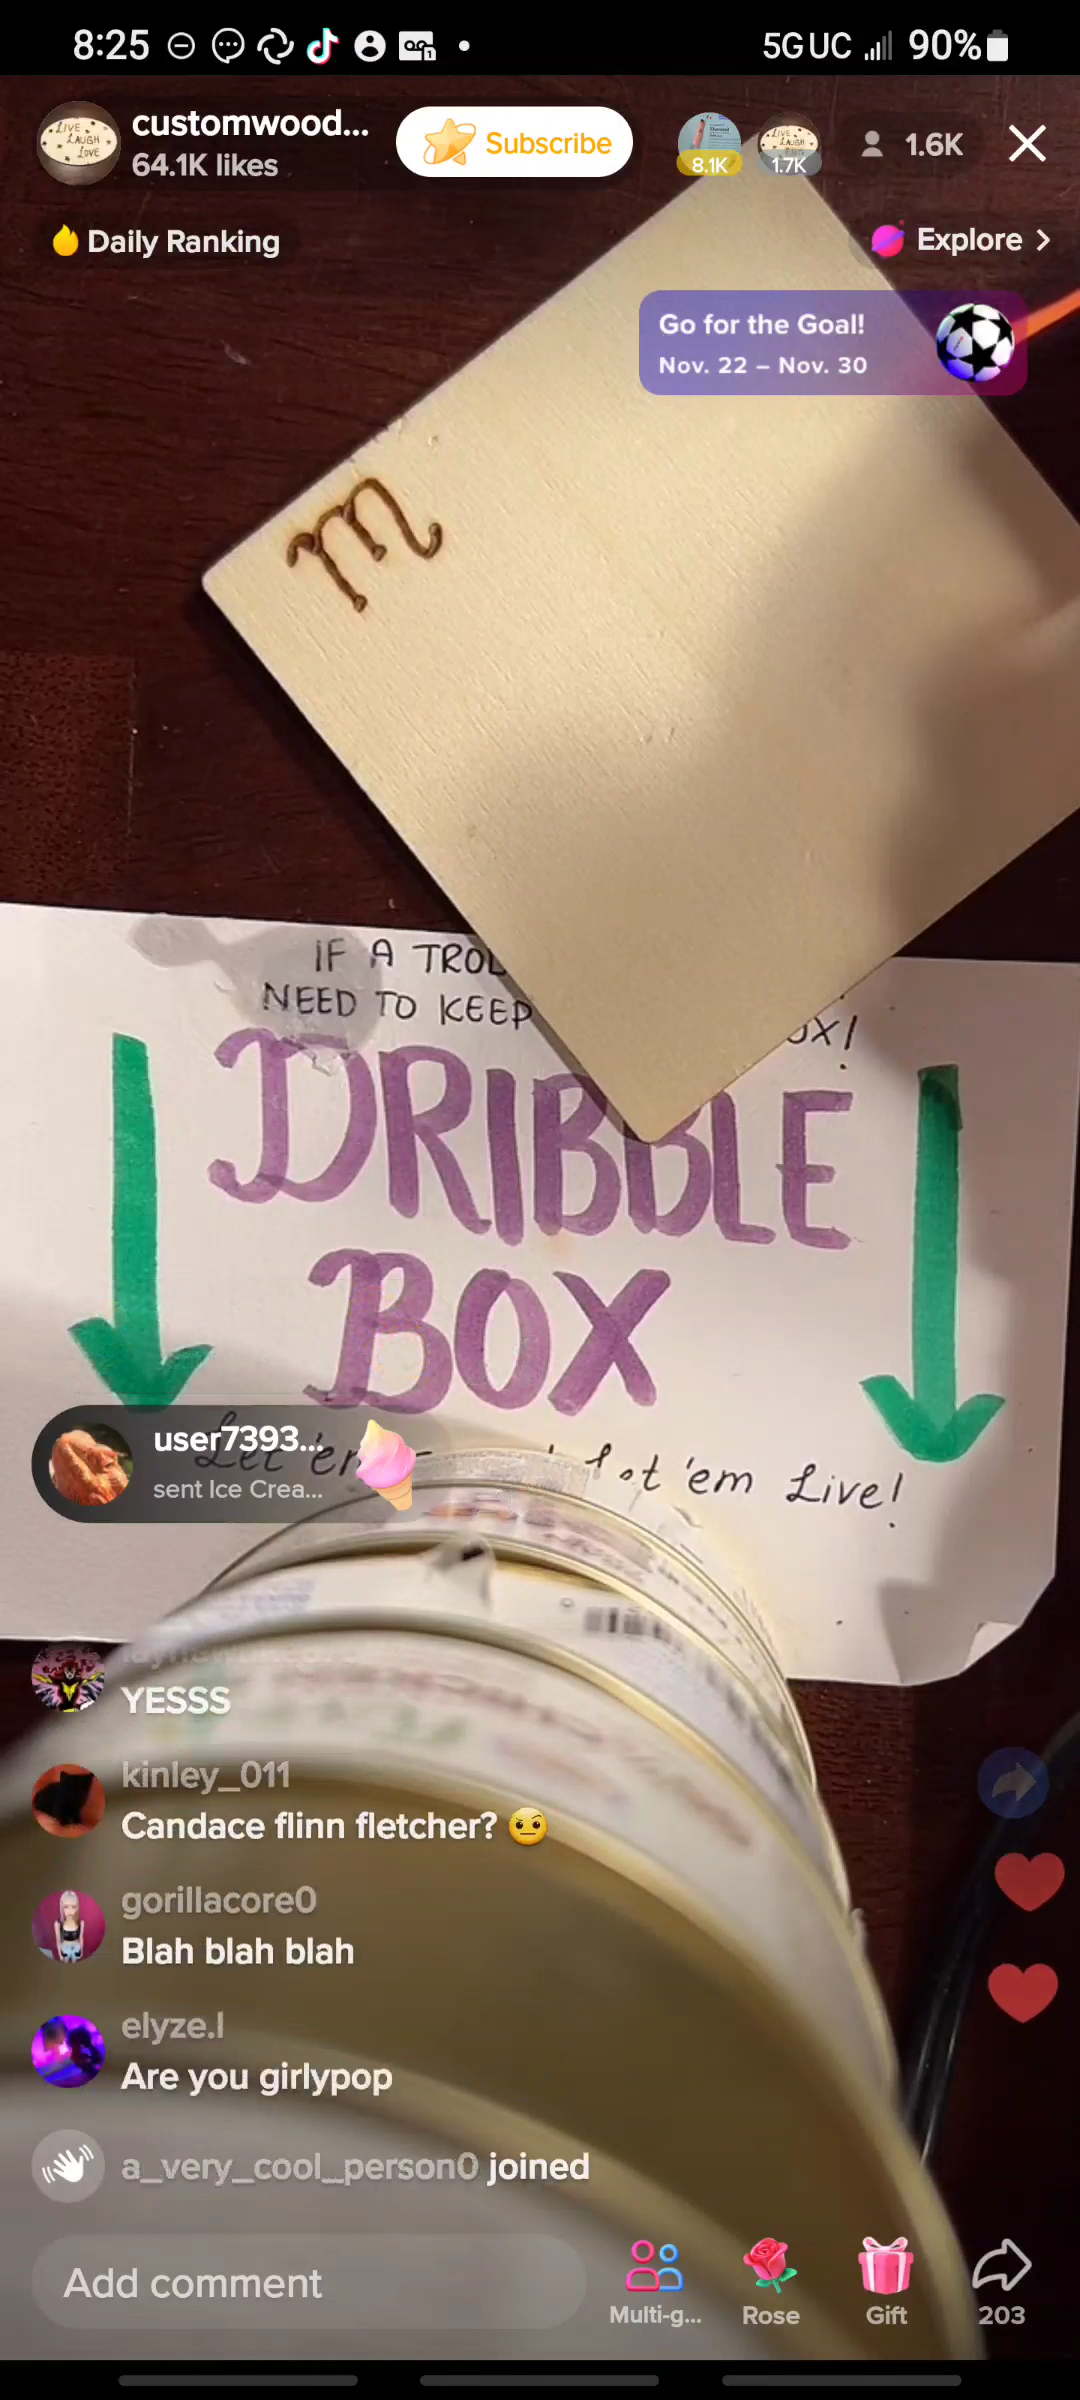 8:25
5G UC 90%
customwood...
64.1K likes
Subscribe
8.1K
1.7K
1.6K
Daily Ranking
Explore >
Go for the Goal!
Nov. 22 – Nov. 30
m
IF A TROL
NEED TO KEEP OX!
DRIBBLE
BOX
Let 'em Live!
user7393...
sent Ice Crea...
YESSS
kinley_011
Candace flinn fletcher? 🤨
gorillacore0
Blah blah blah
elyze.l
Are you girlypop
a_very_cool_person0 joined
Add comment
Multi-g...
Rose
Gift
203